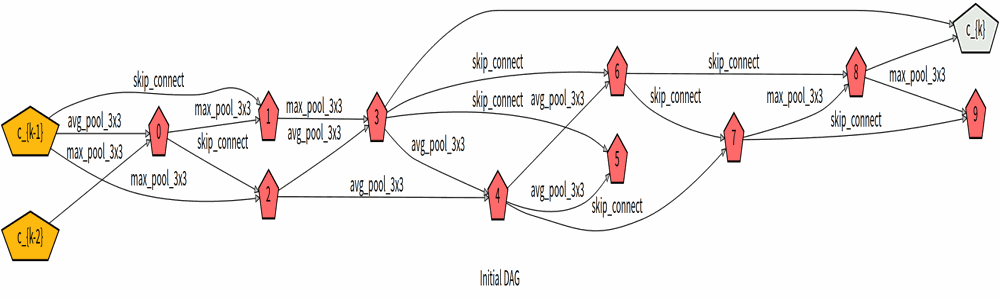 c_{k-1}
c_{k-2}
skip_connect
avg_pool_3x3
max_pool_3x3
max_pool_3x3
0
max_pool_3x3
skip_connect
1
2
max_pool_3x3
avg_pool_3x3
avg_pool_3x3
3
skip_connect
skip_connect
avg_pool_3x3
4
avg_pool_3x3
avg_pool_3x3
skip_connect
6
5
skip_connect
skip_connect
7
max_pool_3x3
skip_connect
8
max_pool_3x3
c_{k}
9
Initial DAG